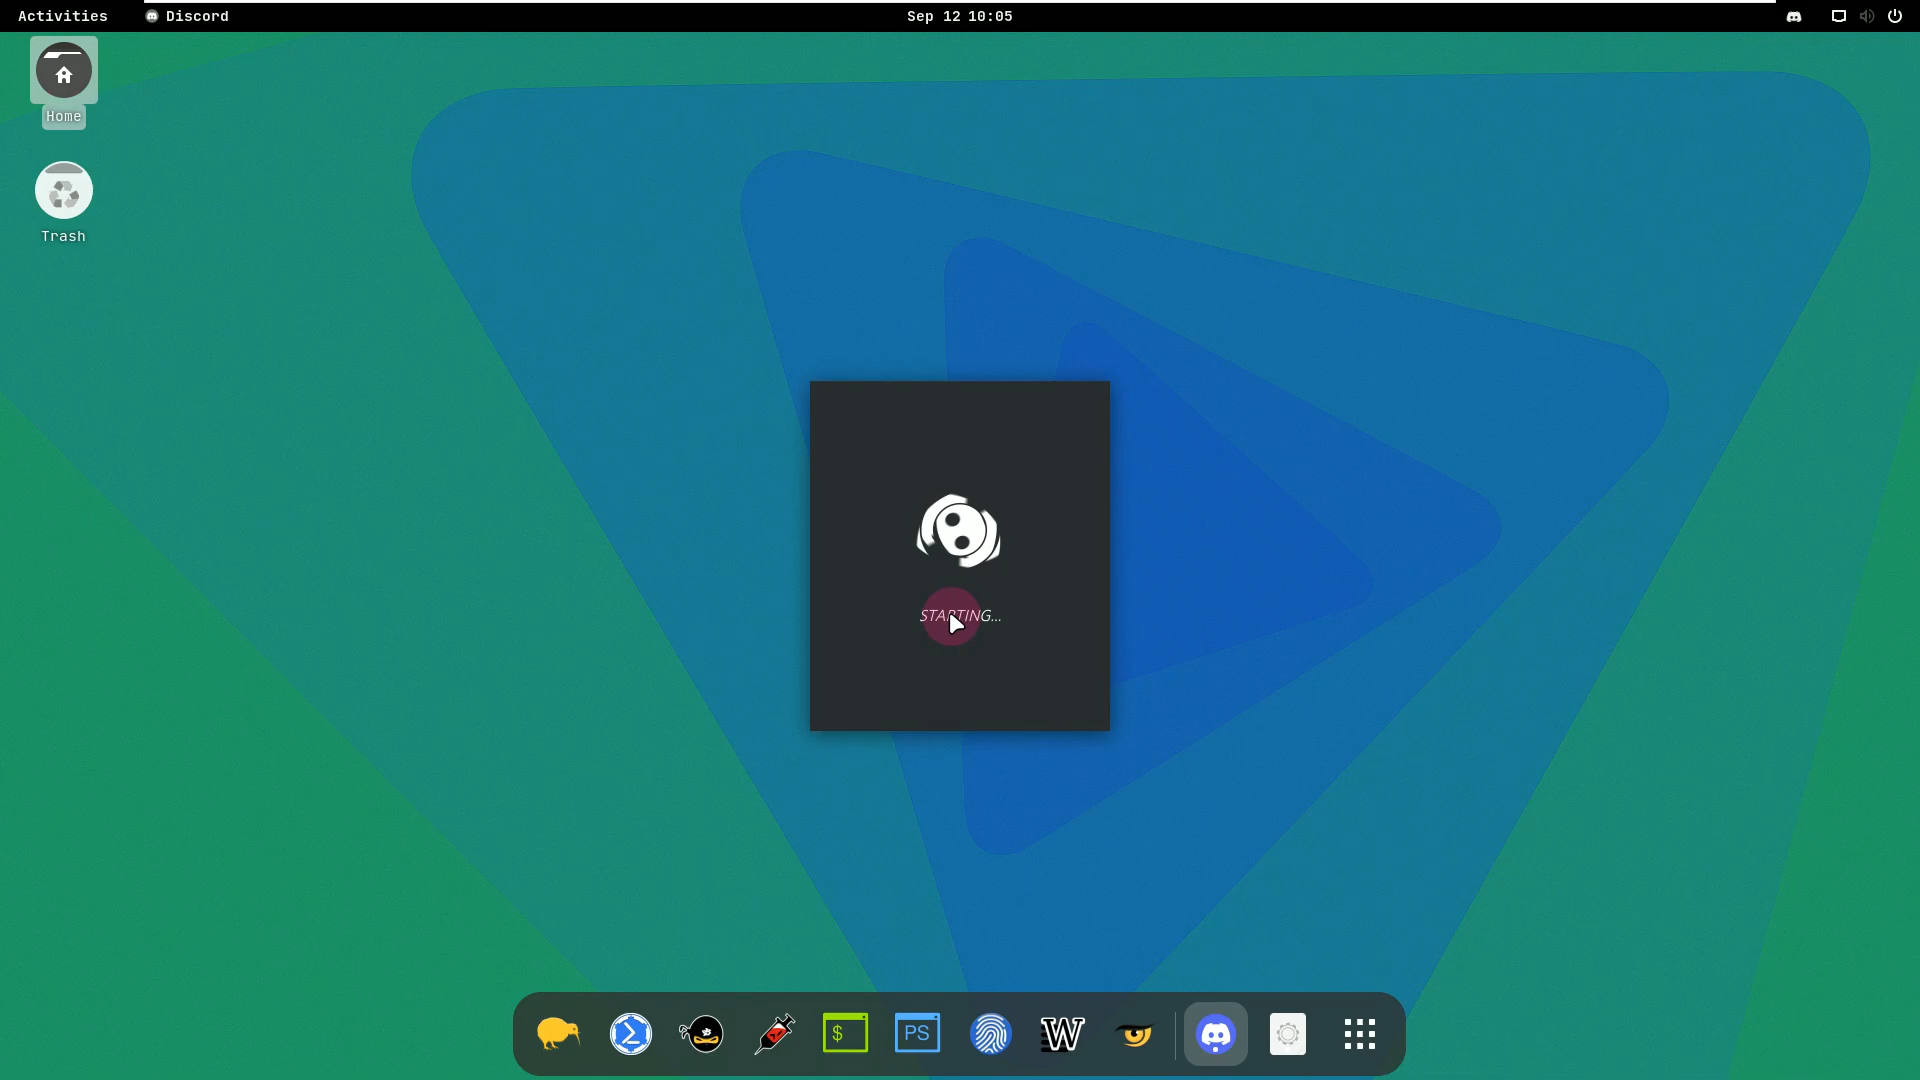 Activities
Discord
Sep 12 10:05
Home
Trash
STARTING...
$
PS
W